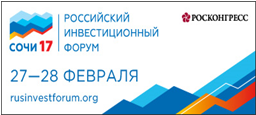 СОЧИ 17
РОССИЙСКИЙ
ИНВЕСТИЦИОННЫЙ
ФОРУМ
РОСКОНГРЕСС
27—28 ФЕВРАЛЯ
rusinvestforum.org